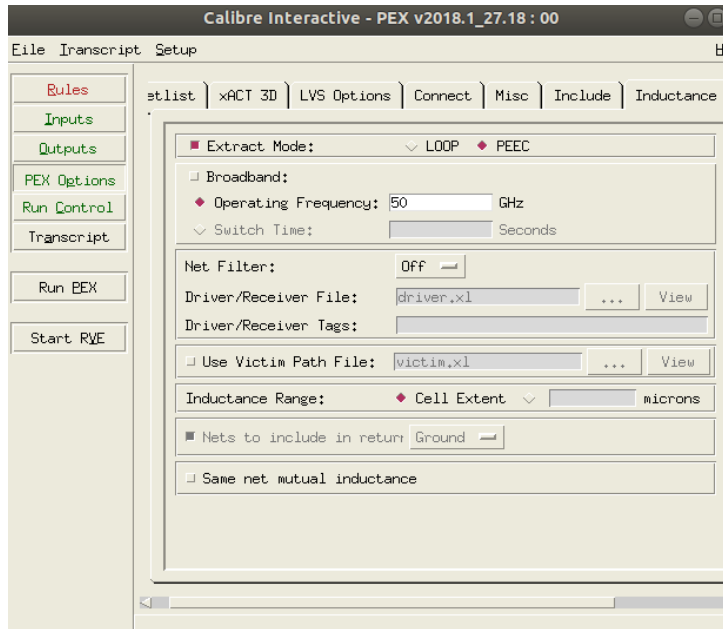 Calibre Interactive - PEX v2018.1_27.18 : 00
File Transcript Setup H
Rules
Inputs
Outputs
PEX Options
Run Control
Transcript
Run PEX
Start RVE
etlist xACT 3D LVS Options Connect Misc Include Inductance
Extract Mode: LOOP PEEC
Broadband:
Operating Frequency: 50 GHz
Switch Time: Seconds
Net Filter: Off
Driver/Receiver File: driver.xl ... View
Driver/Receiver Tags:
Use Victim Path File: victim.xl ... View
Inductance Range: Cell Extent microns
Nets to include in retur Ground
Same net mutual inductance